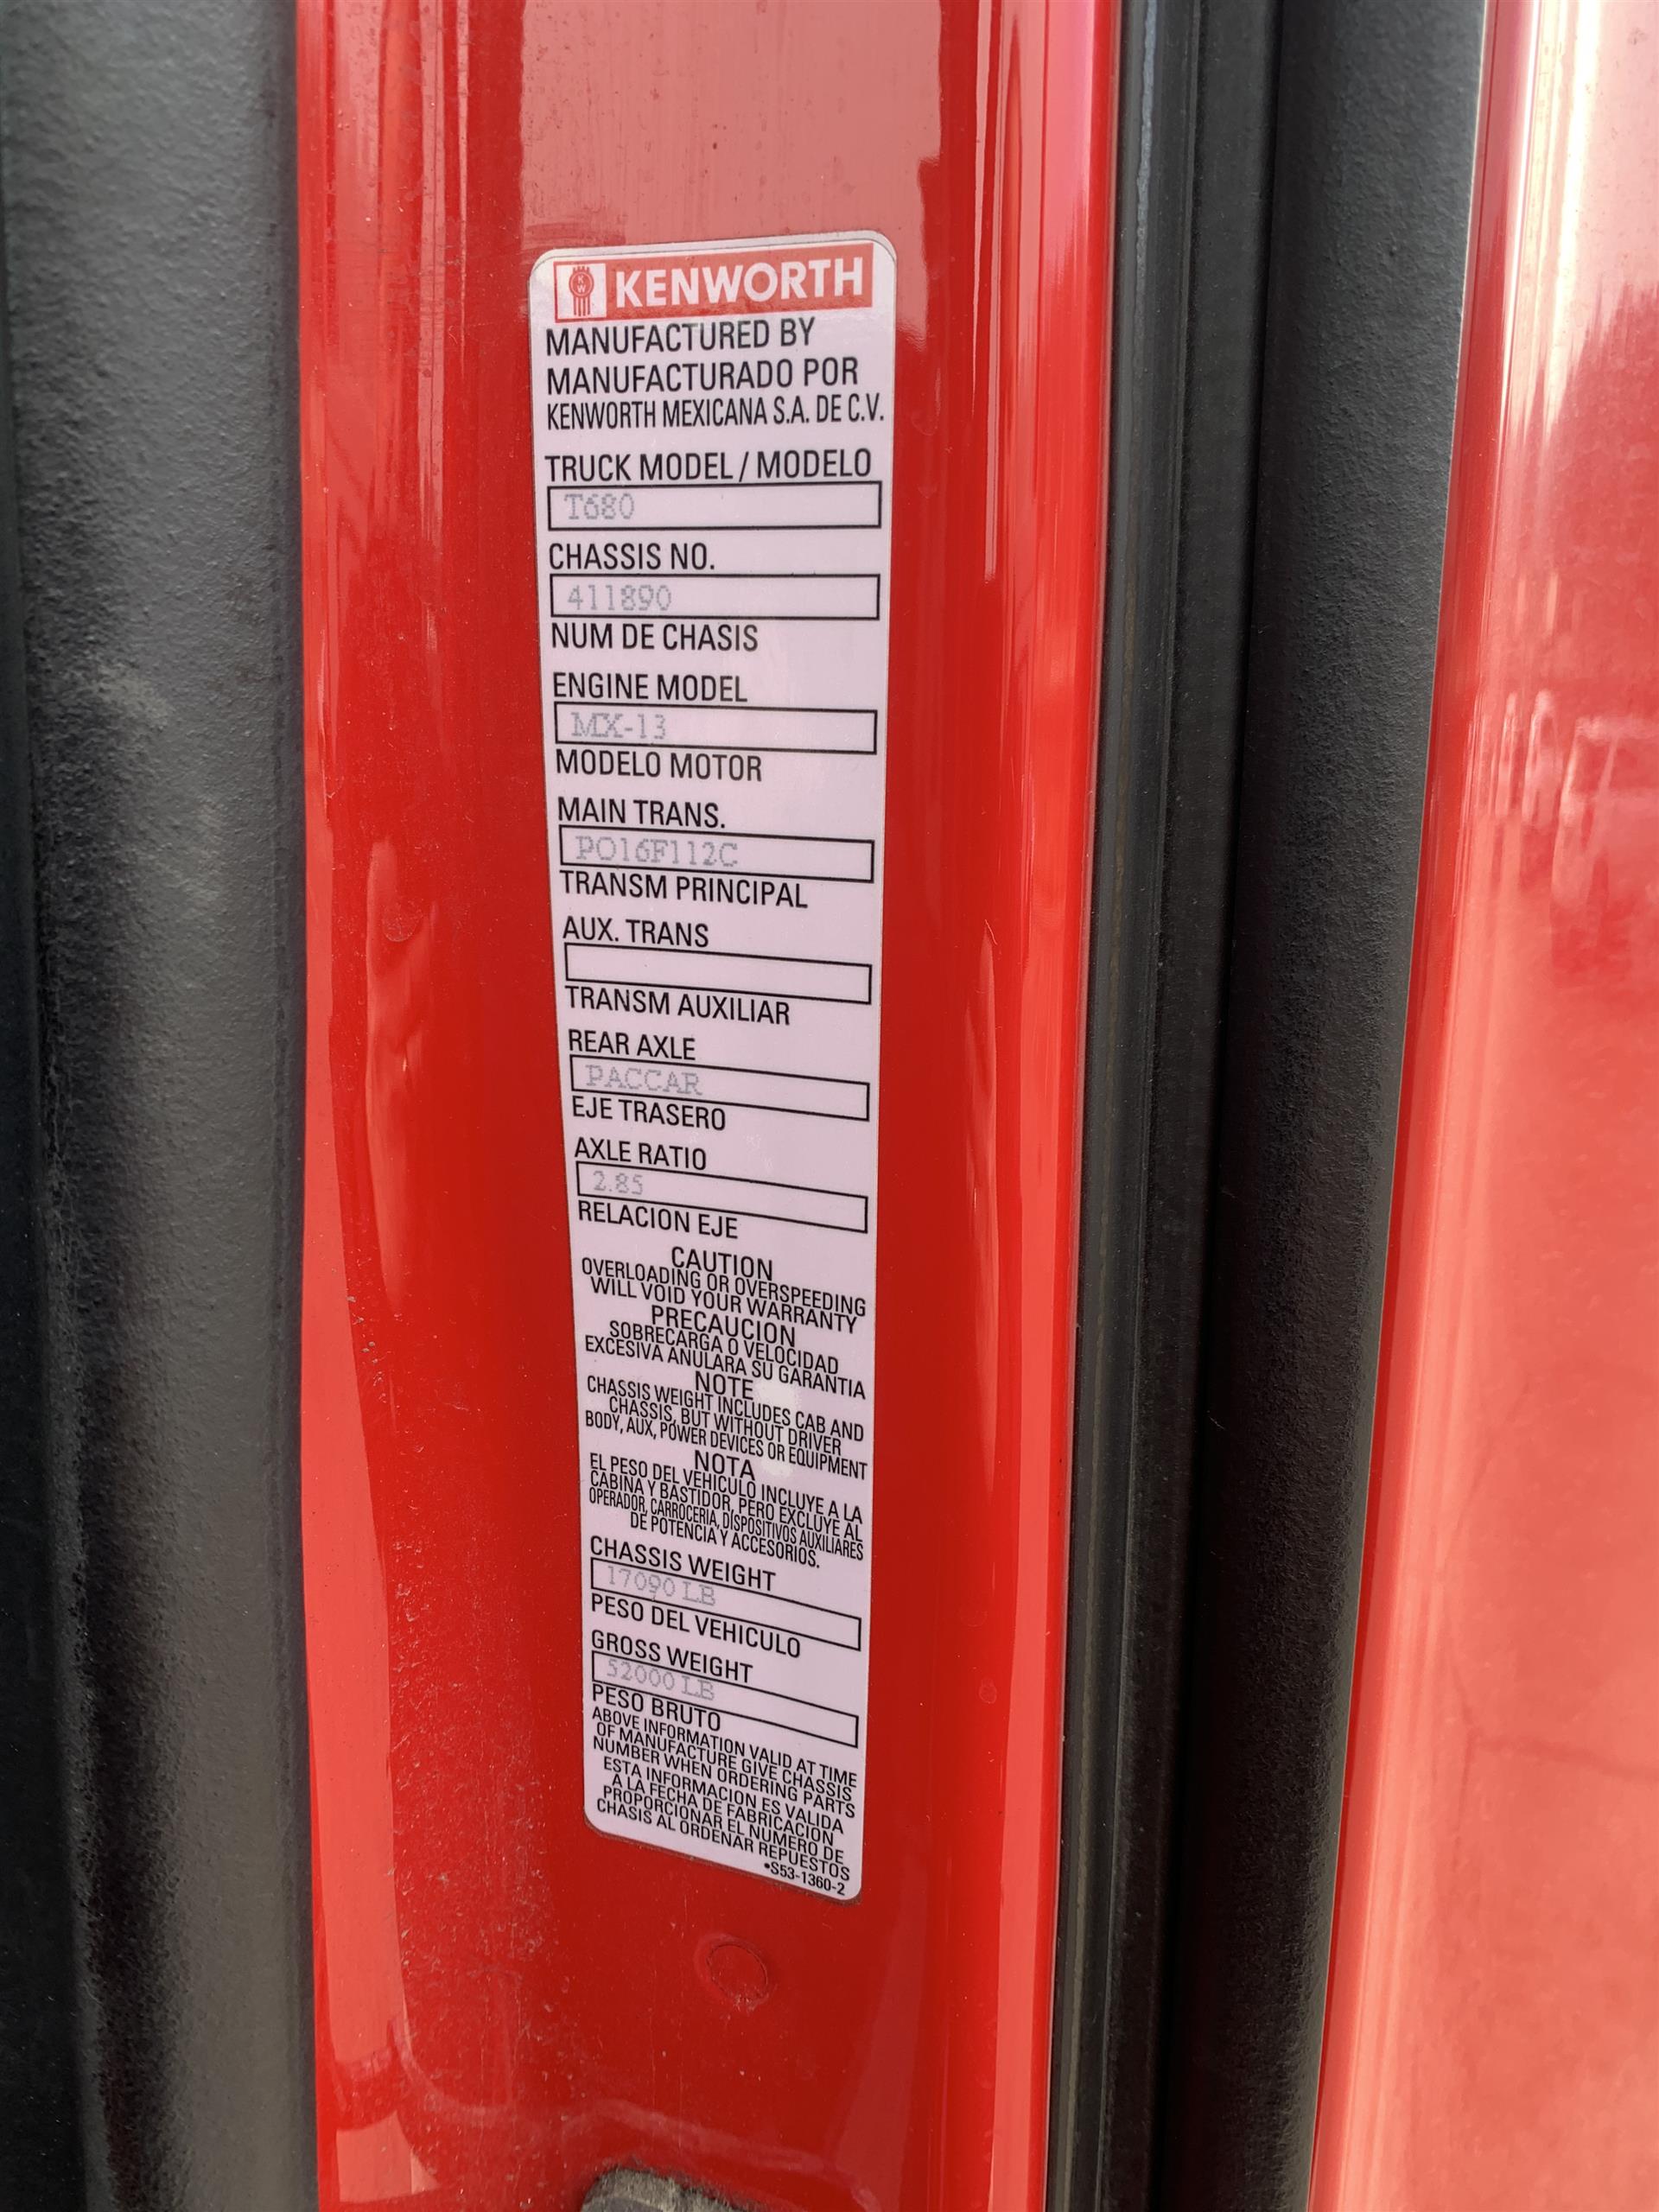 KENWORTH
MANUFACTURED BY
MANUFACTURADO POR
KENWORTH MEXICANA S.A. DE C.V.
TRUCK MODEL / MODELO
T680
CHASSIS NO.
411890
NUM DE CHASIS
ENGINE MODEL
MX-13
MODELO MOTOR
MAIN TRANS.
PO16F112C
TRANSM PRINCIPAL
AUX. TRANS
TRANSM AUXILIAR
REAR AXLE
PACCAR
EJE TRASERO
AXLE RATIO
2.85
RELACION EJE
CAUTION
OVERLOADING OR OVERSPEEDING
WILL VOID YOUR WARRANTY
PRECAUCION
SOBRECARGA O VELOCIDAD
EXCESIVA ANULARA SU GARANTIA
NOTE
CHASSIS WEIGHT INCLUDES CAB AND
CHASSIS, BUT WITHOUT DRIVER
BODY, AUX, POWER DEVICES OR EQUIPMENT
NOTA
EL PESO DEL VEHICULO INCLUYE A LA
CABINA Y BASTIDOR, PERO EXCLUYE AL
OPERADOR, CARROCERIA, DISPOSITIVOS AUXILIARES
DE POTENCIA Y ACCESORIOS.
CHASSIS WEIGHT
17090 LB
PESO DEL VEHICULO
GROSS WEIGHT
52000 LB
PESO BRUTO
ABOVE INFORMATION VALID AT TIME
OF MANUFACTURE GIVE CHASSIS
NUMBER WHEN ORDERING PARTS
ESTA INFORMACION ES VALIDA
A LA FECHA DE FABRICACION
PROPORCIONAR EL NUMERO DE
CHASIS AL ORDENAR REPUESTOS
•S53-1360-2